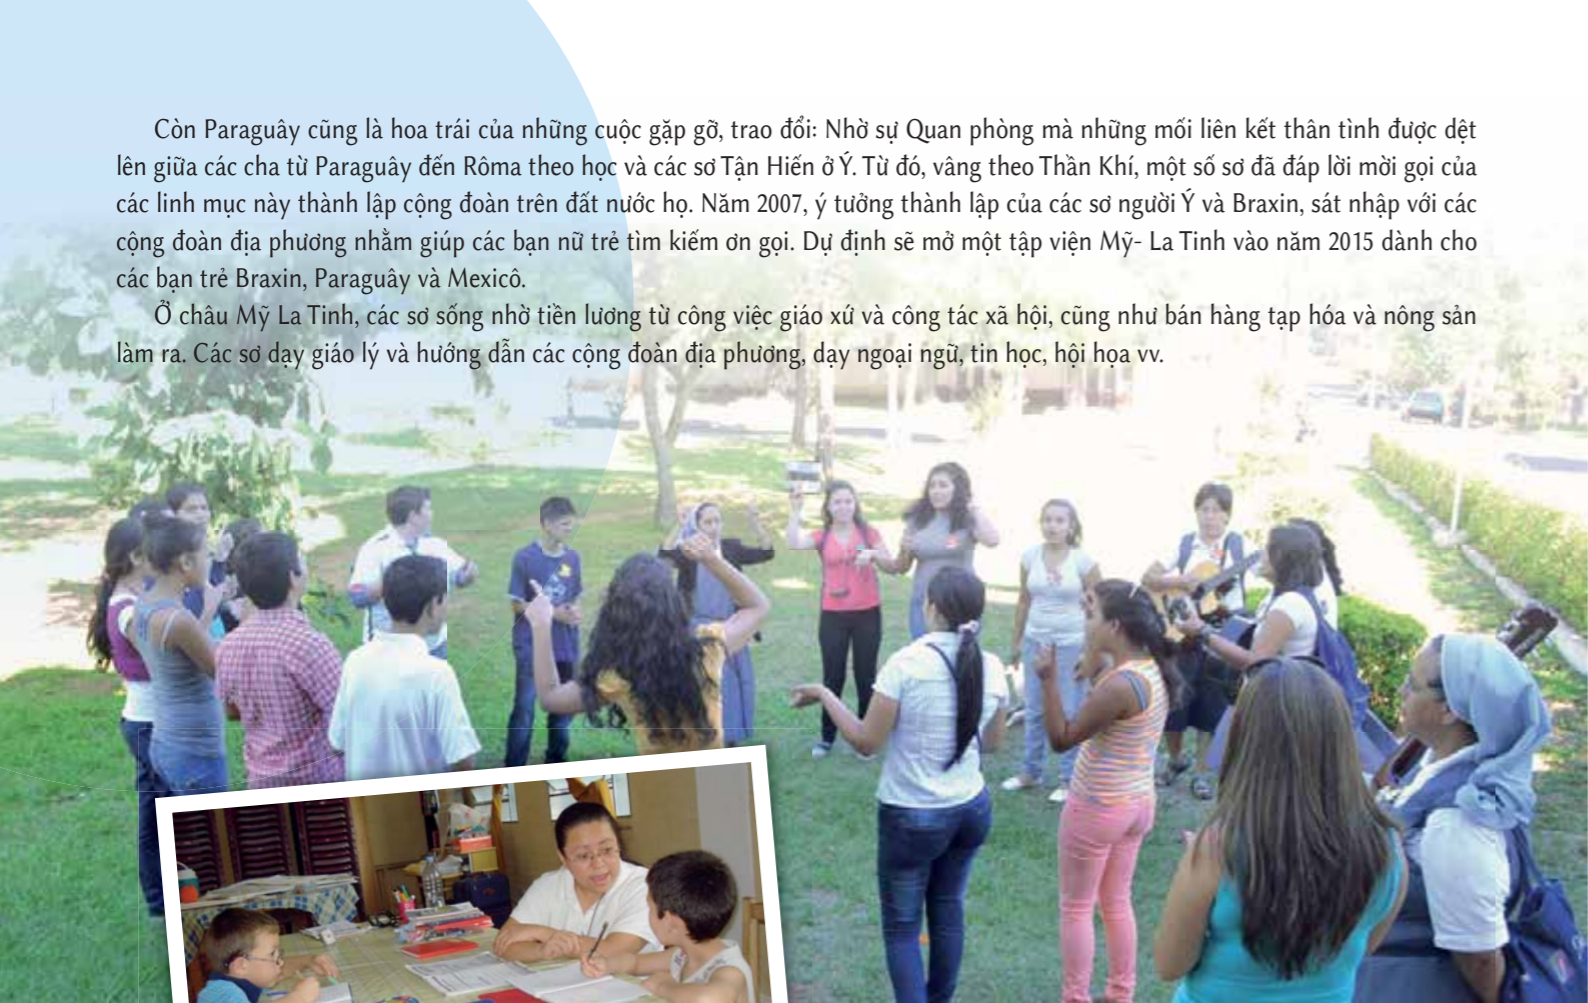 Còn Paraguây cũng là hoa trái của những cuộc gặp gỡ, trao đổi: Nhờ sự Quan phòng mà những mối liên kết thân tình được dệt
lên giữa các cha từ Paraguây đến Rôma theo học và các sơ Tận Hiến ở Ý. Từ đó, vâng theo Thần Khí, một số sơ đã đáp lời mời gọi của
các linh mục này thành lập cộng đoàn trên đất nước họ. Năm 2007, ý tưởng thành lập của các sơ người Ý và Braxin, sát nhập với các
cộng đoàn địa phương nhằm giúp các bạn nữ trẻ tìm kiếm ơn gọi. Dự định sẽ mở một tập viện Mỹ- La Tinh vào năm 2015 dành cho
các bạn trẻ Braxin, Paraguây và Mexicô.
Ở châu Mỹ La Tinh, các sơ sống nhờ tiền lương từ công việc giáo xứ và công tác xã hội, cũng như bán hàng tạp hóa và nông sản
làm ra. Các sơ dạy giáo lý và hướng dẫn các cộng đoàn địa phương, dạy ngoại ngữ, tin học, hội họa vv.